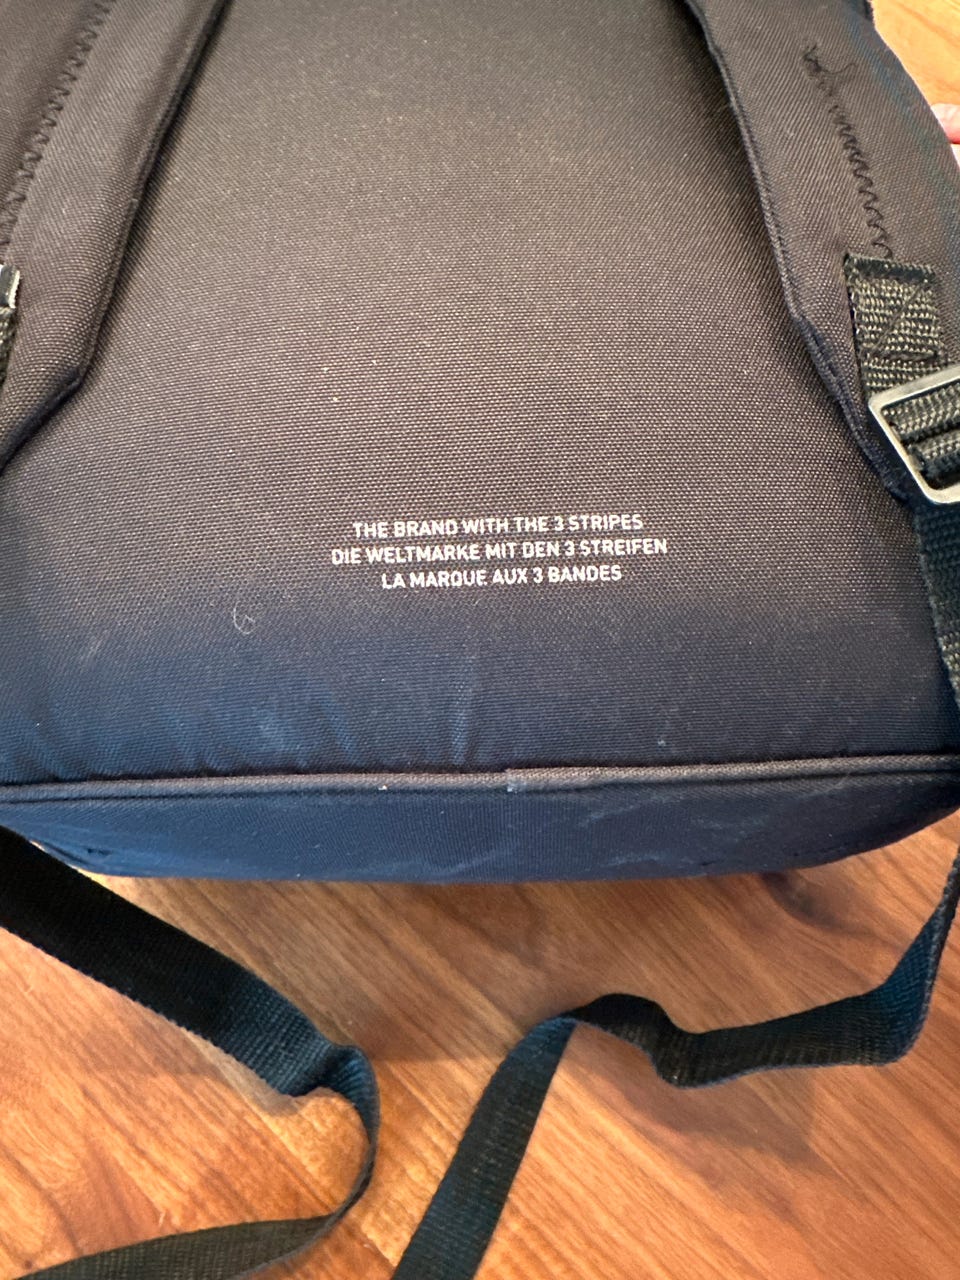 THE BRAND WITH THE 3 STRIPES
DIE WELTMARKE MIT DEN 3 STREIFEN
LA MARQUE AUX 3 BANDES